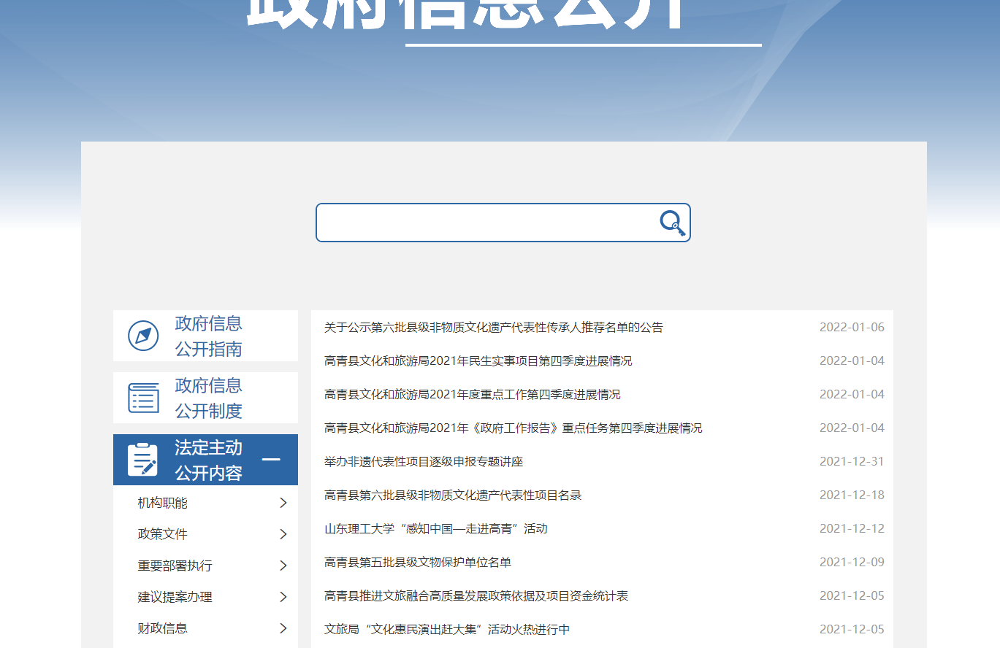 政府信息公开
政府信息
公开指南
政府信息
公开制度
法定主动
公开内容
机构职能
政策文件
重要部署执行
建议提案办理
财政信息
关于公示第六批县级非物质文化遗产代表性传承人推荐名单的公告 2022-01-06
高青县文化和旅游局2021年民生实事项目第四季度进展情况 2022-01-04
高青县文化和旅游局2021年度重点工作第四季度进展情况 2022-01-04
高青县文化和旅游局2021年《政府工作报告》重点任务第四季度进展情况 2022-01-04
举办非遗代表性项目逐级申报专题讲座 2021-12-31
高青县第六批县级非物质文化遗产代表性项目名录 2021-12-18
山东理工大学“感知中国—走进高青”活动 2021-12-12
高青县第五批县级文物保护单位名单 2021-12-09
高青县推进文旅融合高质量发展政策依据及项目资金统计表 2021-12-05
文旅局“文化惠民演出赶大集”活动火热进行中 2021-12-05